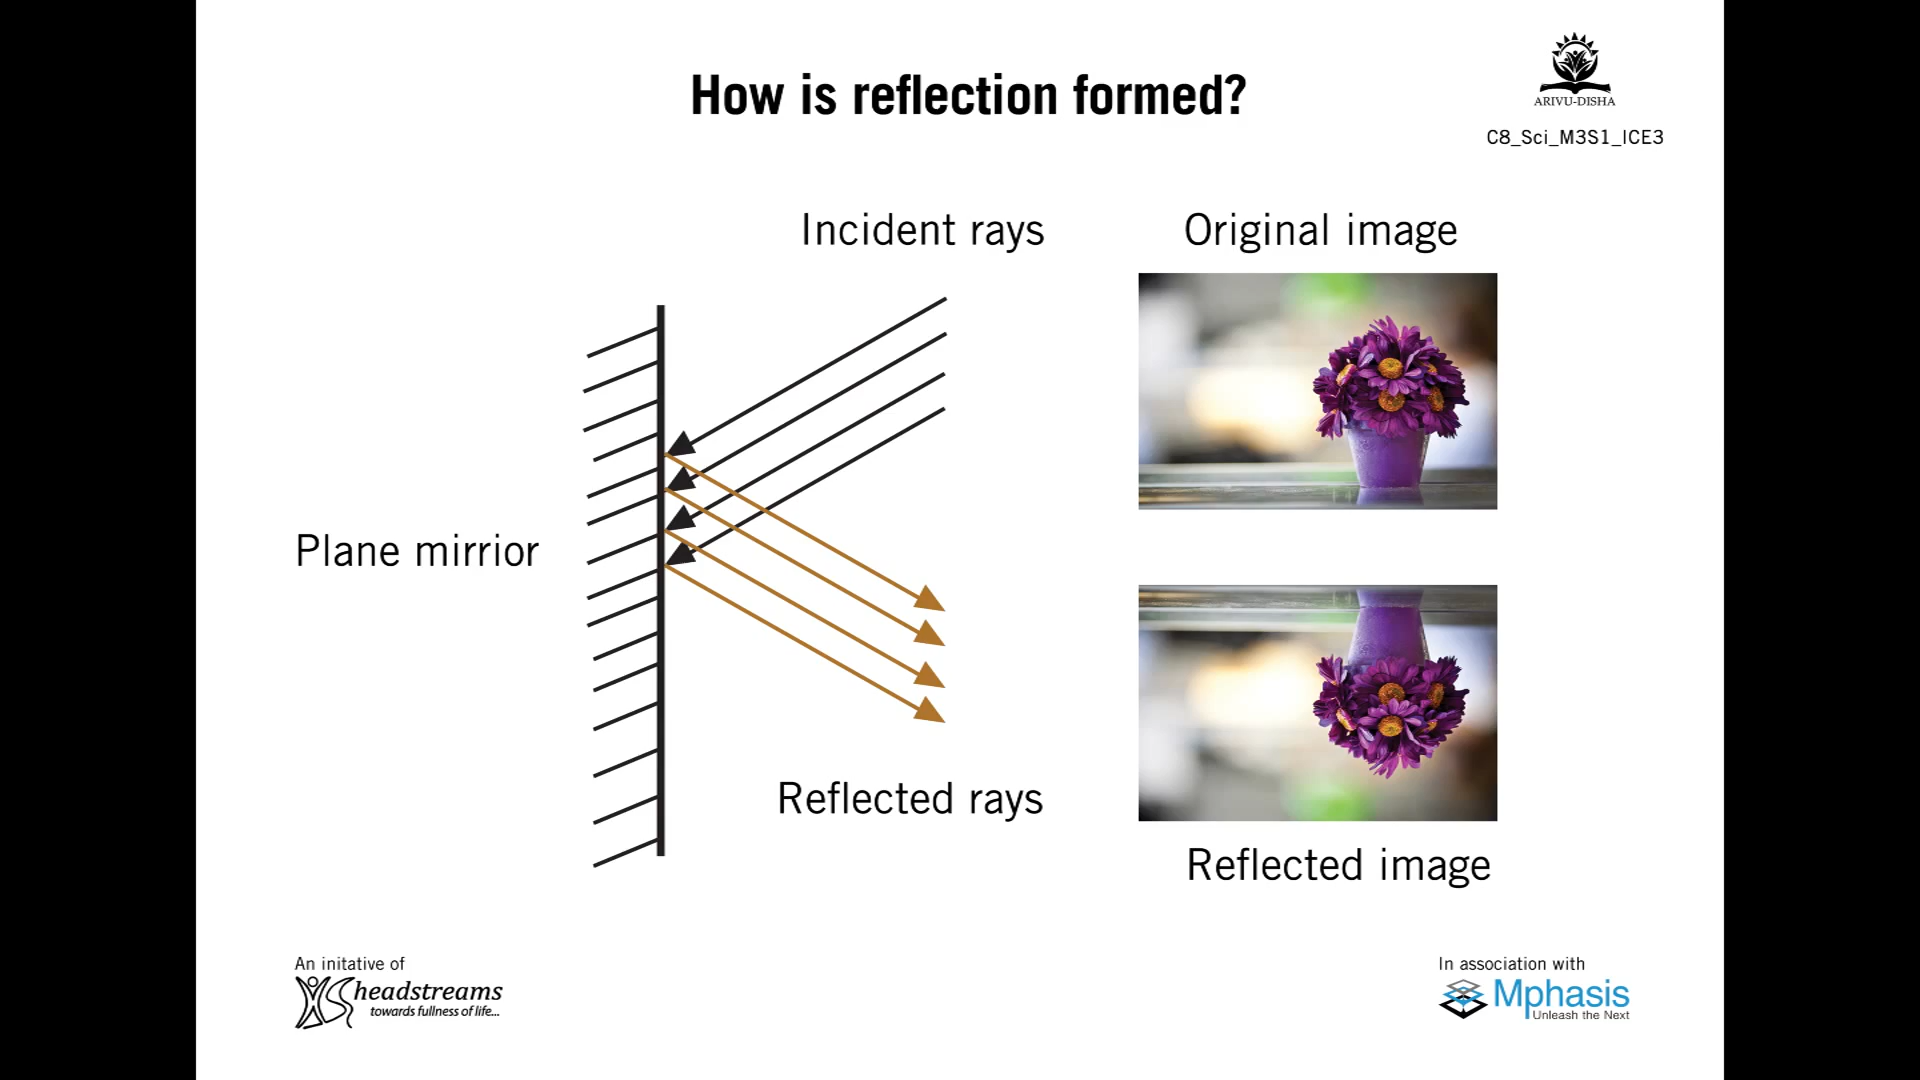 How is reflection formed?
ARIVU-DISHA
C8_Sci_M3S1_ICE3
Incident rays
Original image
Plane mirrior
Reflected rays
Reflected image
An initative of
headstreams
towards fullness of life...
In association with
Mphasis
Unleash the Next